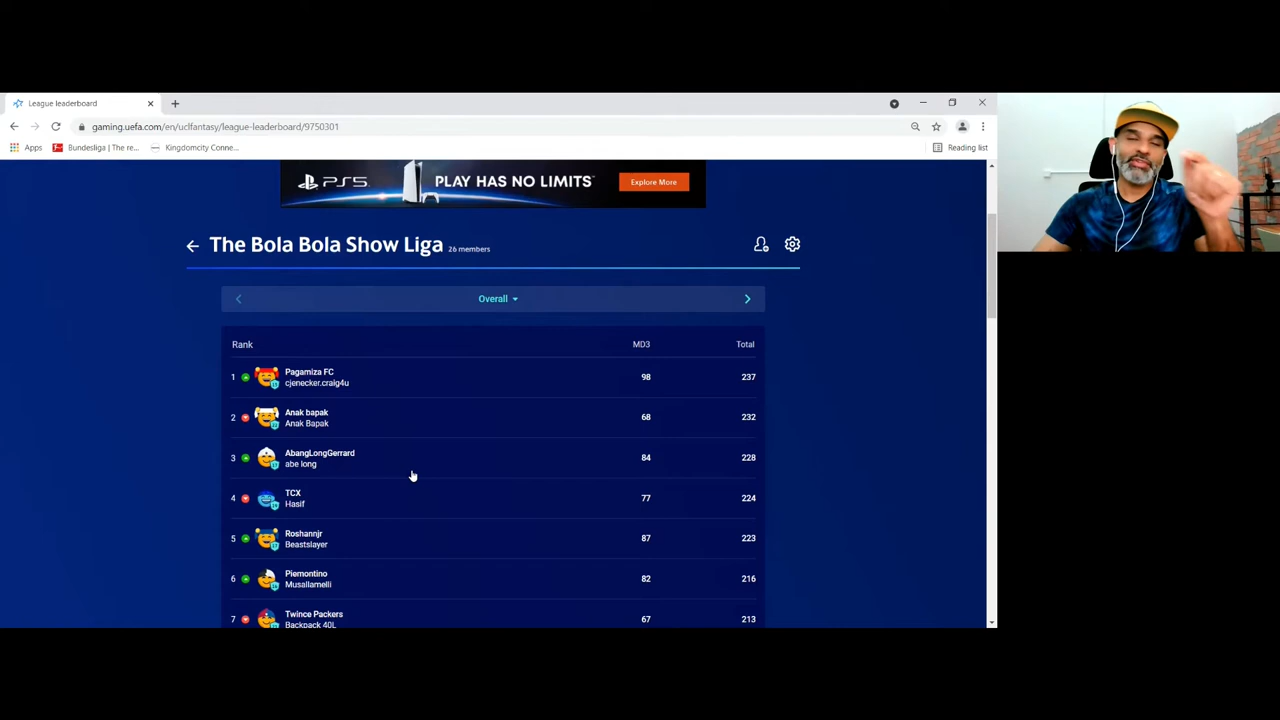 League leaderboard
gaming.uefa.com/en/uclfantasy/league-leaderboard/9750301
Apps Bundesliga | The re... Kingdomcity Conne... Reading list
PS5 PLAY HAS NO LIMITS™ Explore More
The Bola Bola Show Liga 26 members
Overall
Rank MD3 Total
1 Pagamiza FC 98 237
cjenecker.craig4u
2 Anak bapak 68 232
Anak Bapak
3 AbangLongGerrard 84 228
abe long
4 TCX 77 224
Hasif
5 Roshannjr 87 223
Beastslayer
6 Piemontino 82 216
Musallamelli
7 Twince Packers 67 213
Backpack 40L